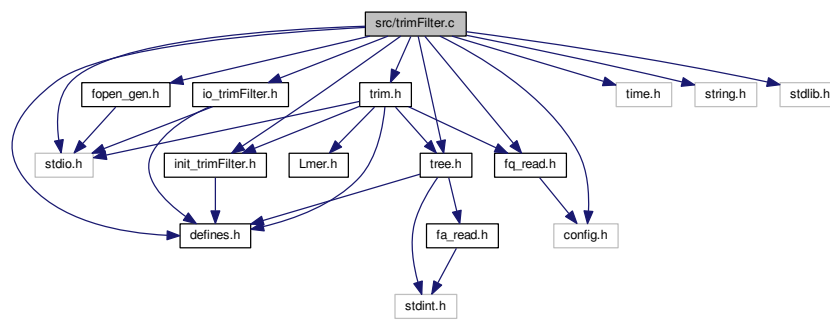 src/trimFilter.c
fopen_gen.h
io_trimFilter.h
trim.h
time.h
string.h
stdlib.h
stdio.h
init_trimFilter.h
Lmer.h
tree.h
fq_read.h
defines.h
fa_read.h
config.h
stdint.h